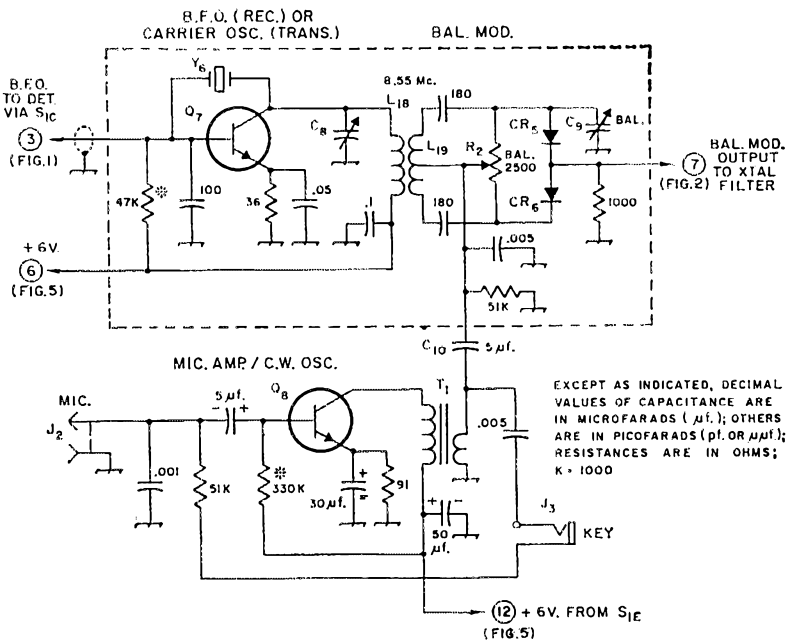 B.F.O. (REC.) OR
CARRIER OSC. (TRANS.)
BAL. MOD.
Y6
8.55 Mc.
B.F.O.
TO DET.
VIA S1C
3
(FIG.1)
Q7
C8
L18
180
L19
R2
BAL.
2500
CR5
C9
BAL.
CR6
BAL. MOD.
OUTPUT
TO XTAL
FILTER
7
(FIG.2)
47K
※
100
36
.05
.1
180
1000
+ 6V.
6
(FIG.5)
.005
51K
C10
5 µf.
MIC. AMP. / C.W. OSC.
MIC.
J2
5 µf.
- +
Q8
T1
.005
EXCEPT AS INDICATED, DECIMAL
VALUES OF CAPACITANCE ARE
IN MICROFARADS ( µf.); OTHERS
ARE IN PICOFARADS (pf. OR µµf.);
RESISTANCES ARE IN OHMS;
K = 1000
.001
51K
※
330K
+
-
30 µf.
91
+ -
50
µf.
J3
KEY
12 + 6V. FROM S1E
(FIG.5)